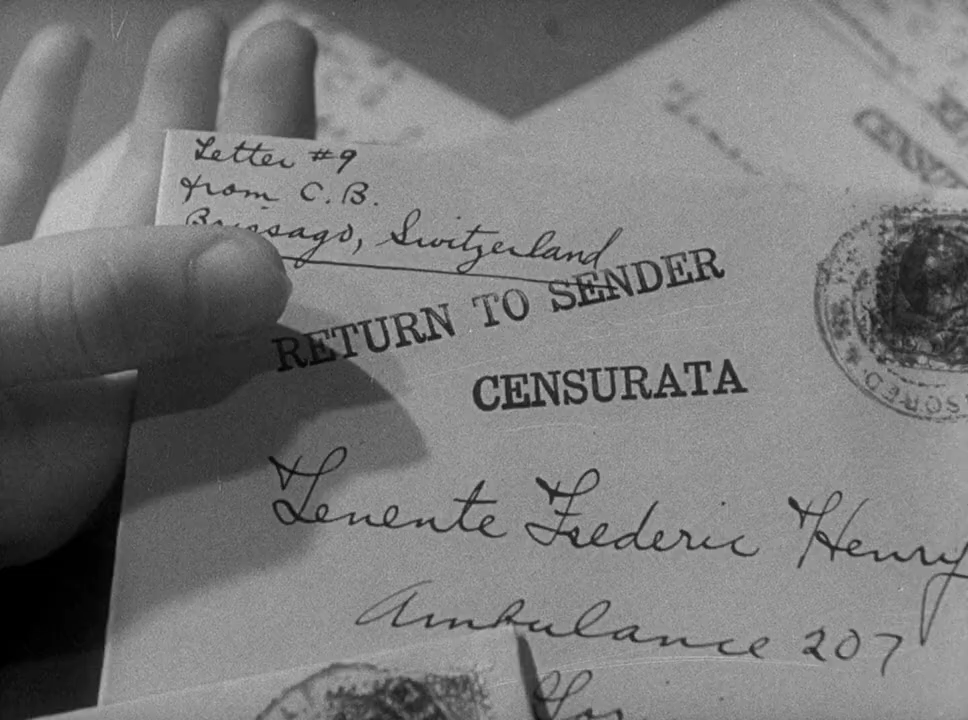 Letter #9
from C.B.
Brissago, Switzerland
RETURN TO SENDER
CENSURATA
Tenente Frederic Henry
Ambulance 207